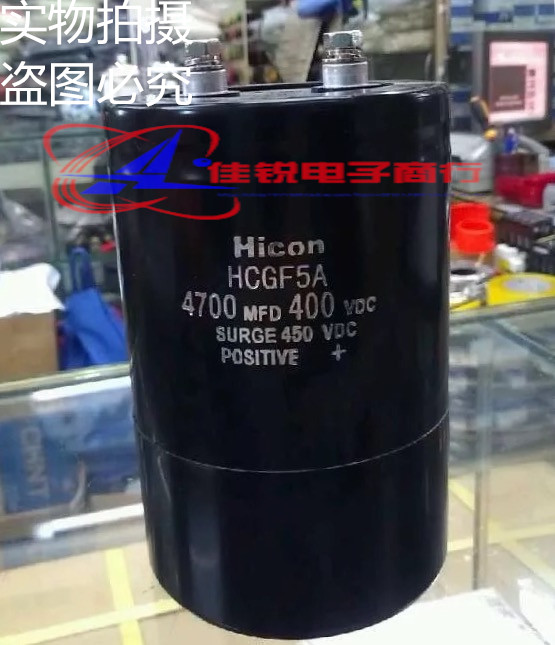 实物拍摄
盗图必究
佳锐电子商行
Hicon
HCGF5A
4700 MFD 400 VDC
SURGE 450 VDC
POSITIVE +
CHNT